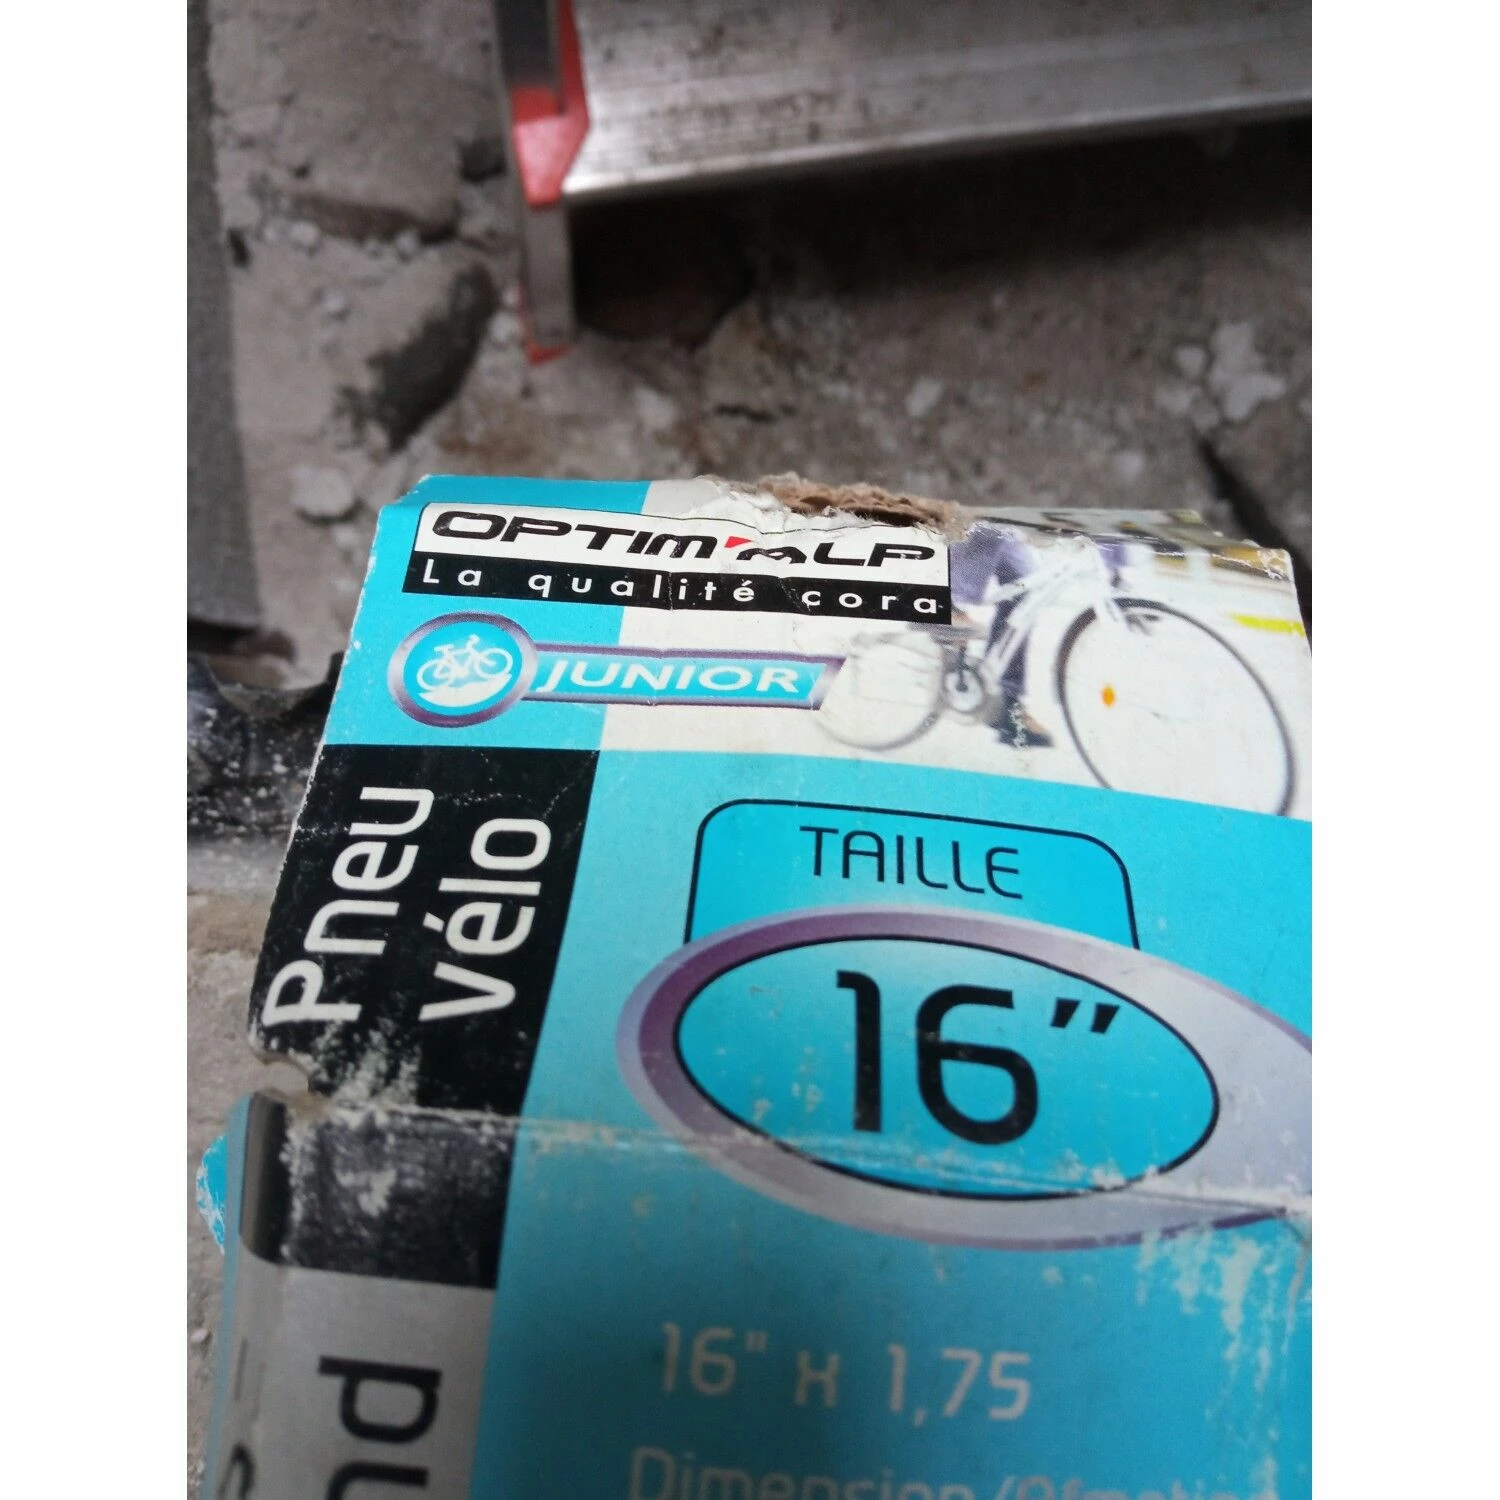 OPTIM'ALP
La qualité cora
JUNIOR
Pneu
vélo
TAILLE
16"
16" x 1,75